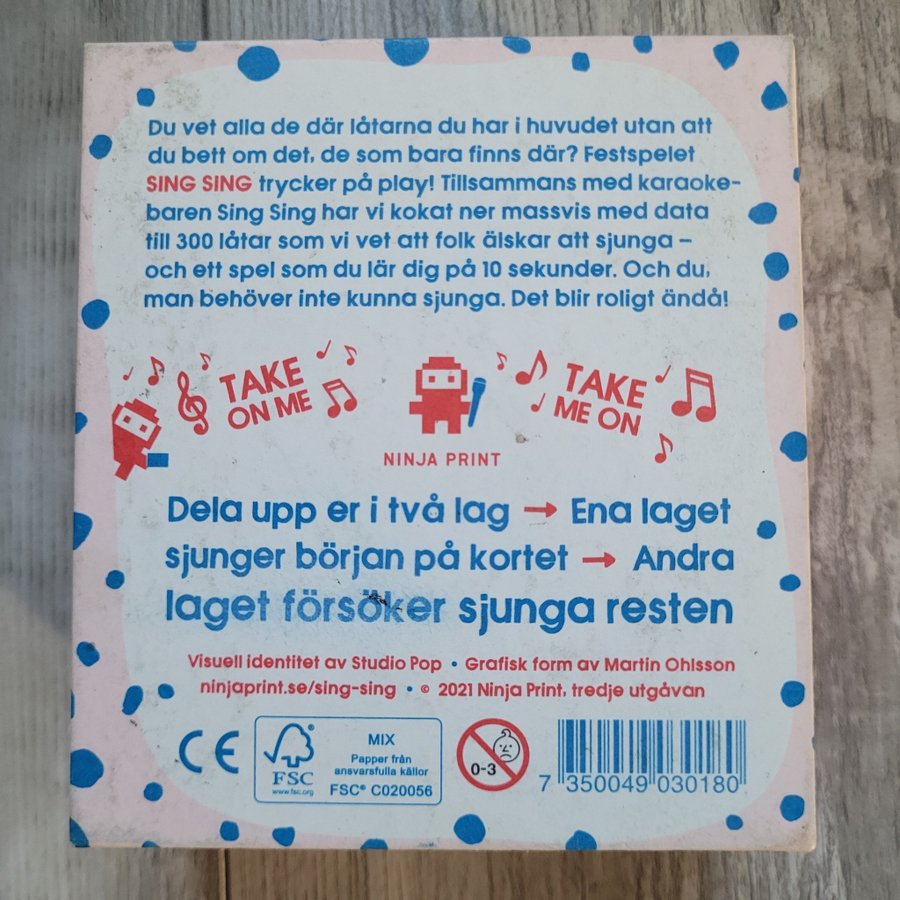 Du vet alla de där låtarna du har i huvudet utan att
du bett om det, de som bara finns där? Festspelet
SING SING trycker på play! Tillsammans med karaoke-
baren Sing Sing har vi kokat ner massvis med data
till 300 låtar som vi vet att folk älskar att sjunga –
och ett spel som du lär dig på 10 sekunder. Och du,
man behöver inte kunna sjunga. Det blir roligt ändå!
TAKE
ON ME
TAKE
ME ON
NINJA PRINT
Dela upp er i två lag → Ena laget
sjunger början på kortet → Andra
laget försöker sjunga resten
Visuell identitet av Studio Pop • Grafisk form av Martin Ohlsson
ninjaprint.se/sing-sing • © 2021 Ninja Print, tredje utgåvan
CE
FSC
www.fsc.org
MIX
Papper från
ansvarsfulla källor
FSC® C020056
0-3
7 350049 030180